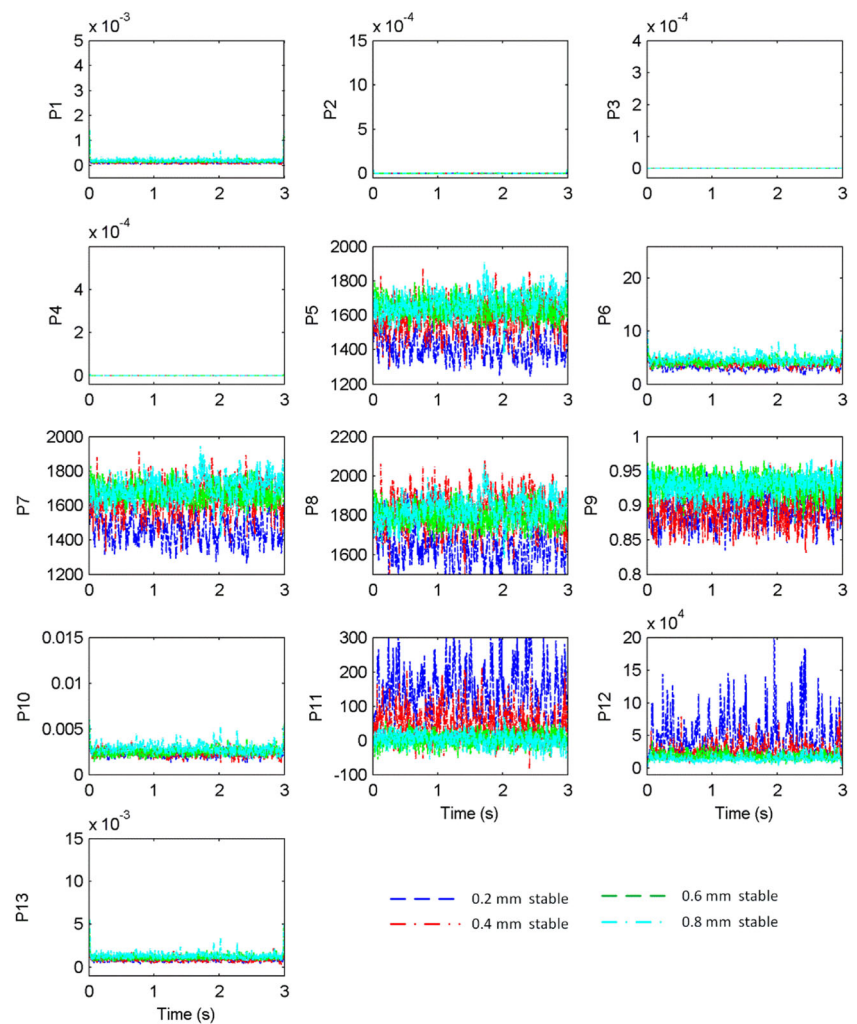 x 10⁻³
5
4
3
2
1
0
P1
0 1 2 3
x 10⁻⁴
15
10
5
0
P2
0 1 2 3
x 10⁻⁴
4
3
2
1
0
P3
0 1 2 3
x 10⁻⁴
6
4
2
0
P4
0 1 2 3
2000
1800
1600
1400
1200
P5
0 1 2 3
20
10
5
0
P6
0 1 2 3
2000
1800
1600
1400
1200
P7
0 1 2 3
2200
2000
1800
1600
P8
0 1 2 3
1
0.95
0.9
0.85
0.8
P9
0 1 2 3
0.015
0.01
0.005
0
P10
0 1 2 3
300
200
100
0
-100
P11
0 1 2 3
Time (s)
x 10⁴
20
15
10
5
0
P12
0 1 2 3
Time (s)
x 10⁻³
15
10
5
0
P13
0 1 2 3
Time (s)
0.2 mm stable
0.4 mm stable
0.6 mm stable
0.8 mm stable